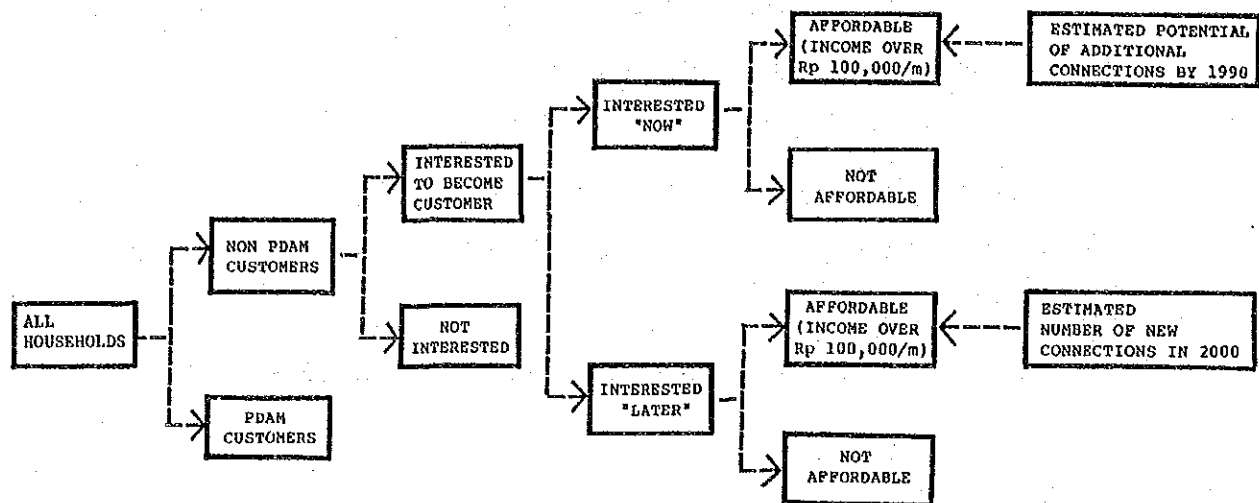 AFFORDABLE
(INCOME OVER
Rp 100,000/m)
ESTIMATED POTENTIAL
OF ADDITIONAL
CONNECTIONS BY 1990
INTERESTED
"NOW"
INTERESTED
TO BECOME
CUSTOMER
NOT
AFFORDABLE
NON PDAM
CUSTOMERS
ALL
HOUSEHOLDS
NOT
INTERESTED
AFFORDABLE
(INCOME OVER
Rp 100,000/m)
ESTIMATED
NUMBER OF NEW
CONNECTIONS IN 2000
INTERESTED
"LATER"
PDAM
CUSTOMERS
NOT
AFFORDABLE